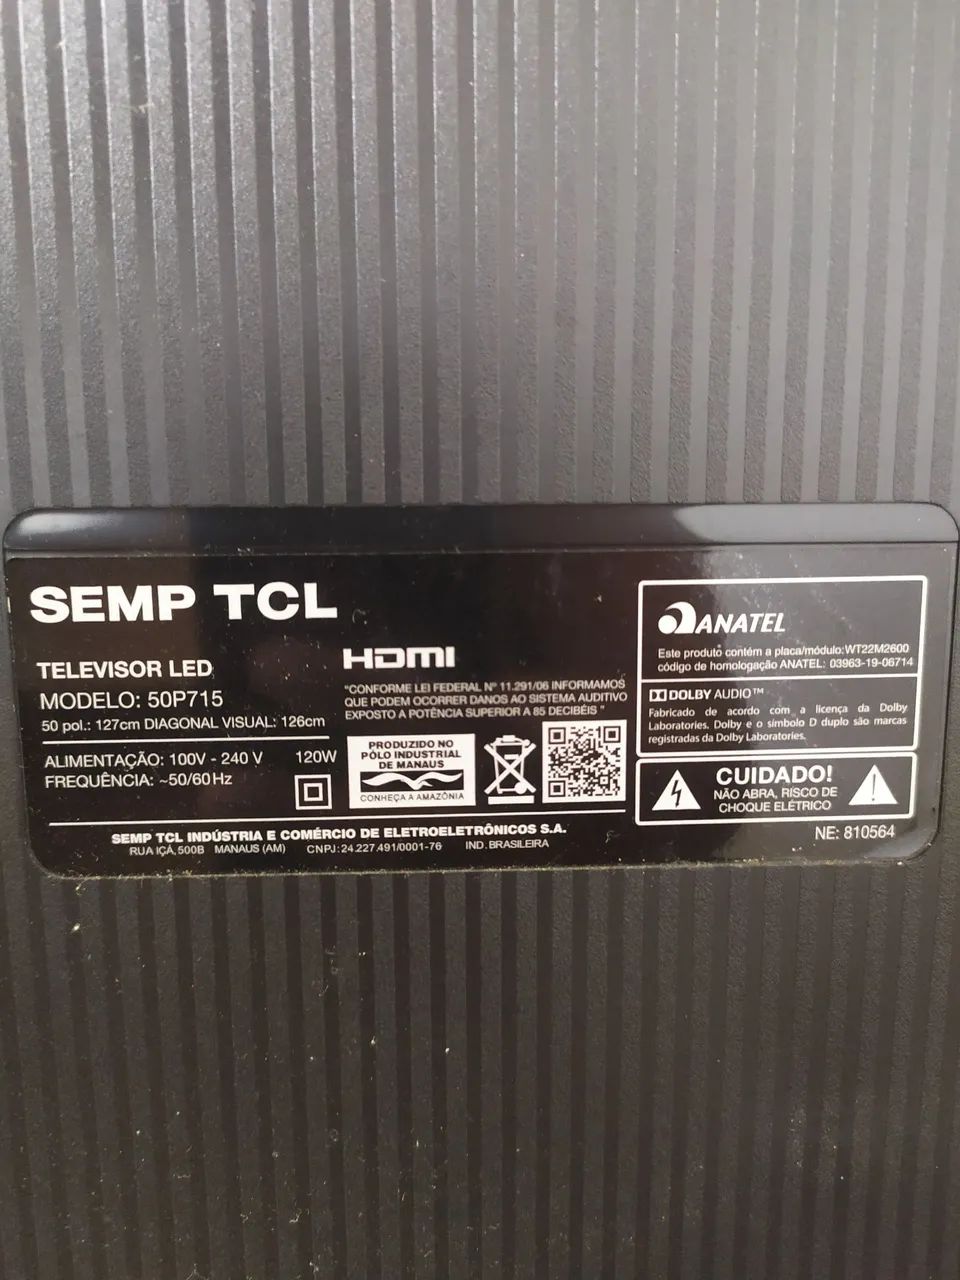 SEMP TCL
TELEVISOR LED
MODELO: 50P715
50 pol.: 127cm DIAGONAL VISUAL: 126cm
ALIMENTAÇÃO: 100V - 240 V 120W
FREQUÊNCIA: ~50/60Hz
HDMI
"CONFORME LEI FEDERAL Nº 11.291/06 INFORMAMOS
QUE PODEM OCORRER DANOS AO SISTEMA AUDITIVO
EXPOSTO A POTÊNCIA SUPERIOR A 85 DECIBÉIS "
PRODUZIDO NO
PÓLO INDUSTRIAL
DE MANAUS
CONHEÇA A AMAZÔNIA
ANATEL
Este produto contém a placa/módulo:WT22M2600
código de homologação ANATEL: 03963-19-06714
DOLBY AUDIO™
Fabricado de acordo com a licença da Dolby
Laboratories. Dolby e o símbolo D duplo são marcas
registradas da Dolby Laboratories.
CUIDADO!
NÃO ABRA, RISCO DE
CHOQUE ELÉTRICO
NE: 810564
SEMP TCL INDÚSTRIA E COMÉRCIO DE ELETROELETRÔNICOS S.A.
RUA IÇÁ, 500B MANAUS (AM) CNPJ: 24.227.491/0001-76 IND. BRASILEIRA